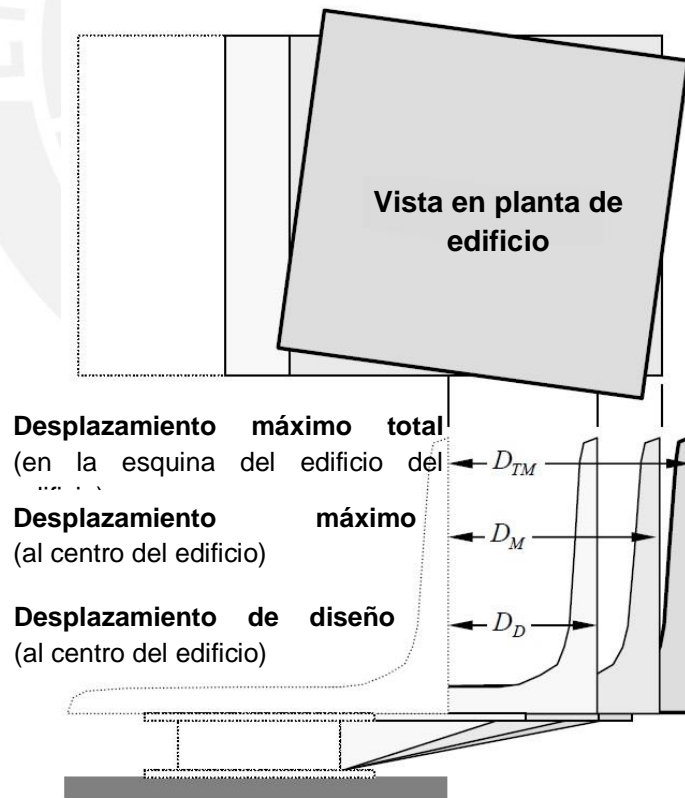 Vista en planta de
edificio
Desplazamiento máximo total
(en la esquina del edificio del
D_TM
Desplazamiento máximo
(al centro del edificio)
D_M
Desplazamiento de diseño
(al centro del edificio)
D_D